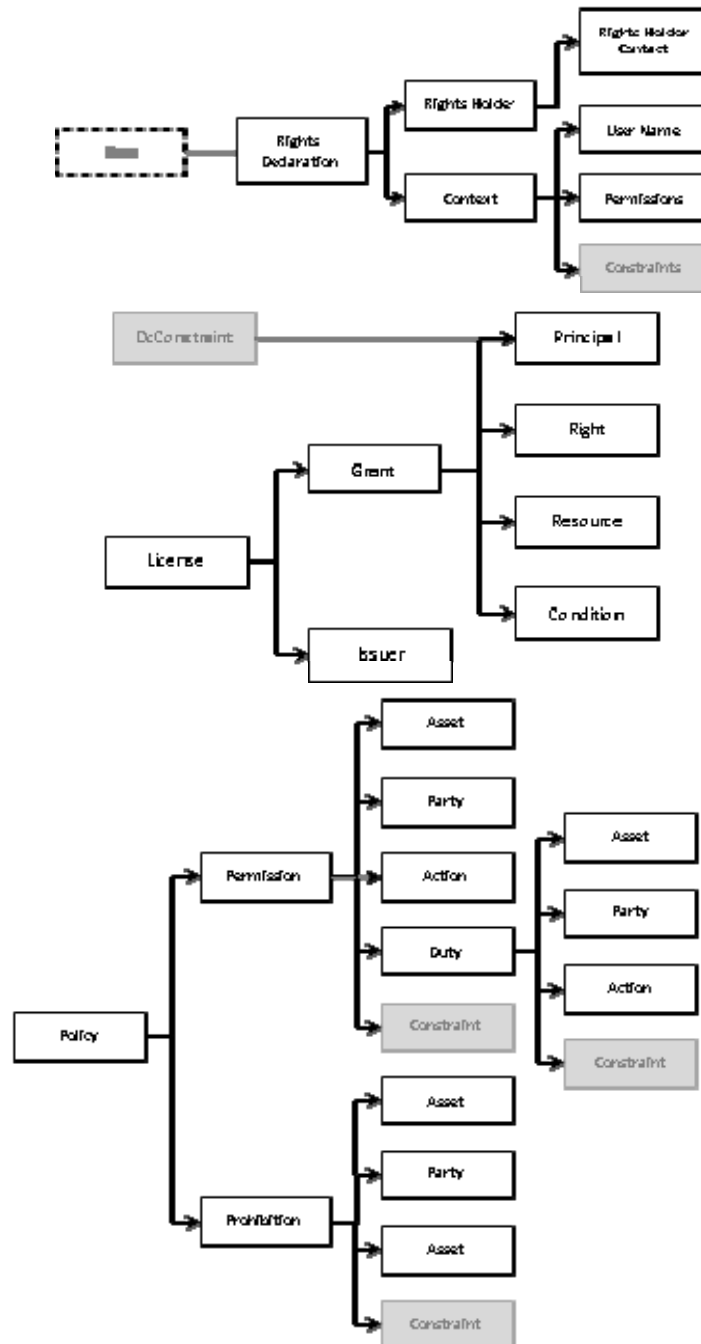 Rights Holder
Contact
Rights Holder
User Name
Rights
Declaration
Context
Permissions
Constraints
DcConstraint
Principal
Right
Grant
Resource
License
Condition
Issuer
Asset
Party
Asset
Permission
Action
Party
Duty
Action
Policy
Constraint
Constraint
Asset
Party
Prohibition
Asset
Constraint